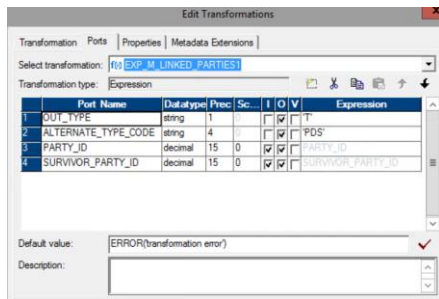 Edit Transformations
x
Transformation Ports Properties Metadata Extensions
Select transformation: f(x) EXP_M_LINKED_PARTIES1
Transformation type: Expression
Port Name Datatype Prec Sc... I O V Expression
1 OUT_TYPE string 1 0 'T'
2 ALTERNATE_TYPE_CODE string 4 0 'PDS'
3 PARTY_ID decimal 15 0 PARTY_ID
4 SURVIVOR_PARTY_ID decimal 15 0 SURVIVOR_PARTY_ID
Default value: ERROR('transformation error')
Description: